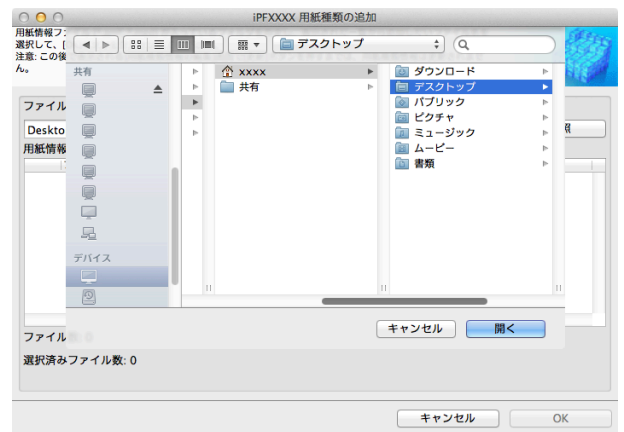 iPFXXXX 用紙種類の追加
用紙情報フ
選択して、[
注意: この後
ん。
デスクトップ
共有
デバイス
xxxx
共有
ダウンロード
デスクトップ
パブリック
ピクチャ
ミュージック
ムービー
書類
ファイル
Deskto
用紙情報
キャンセル
開く
ファイル数: 0
選択済みファイル数: 0
キャンセル
OK